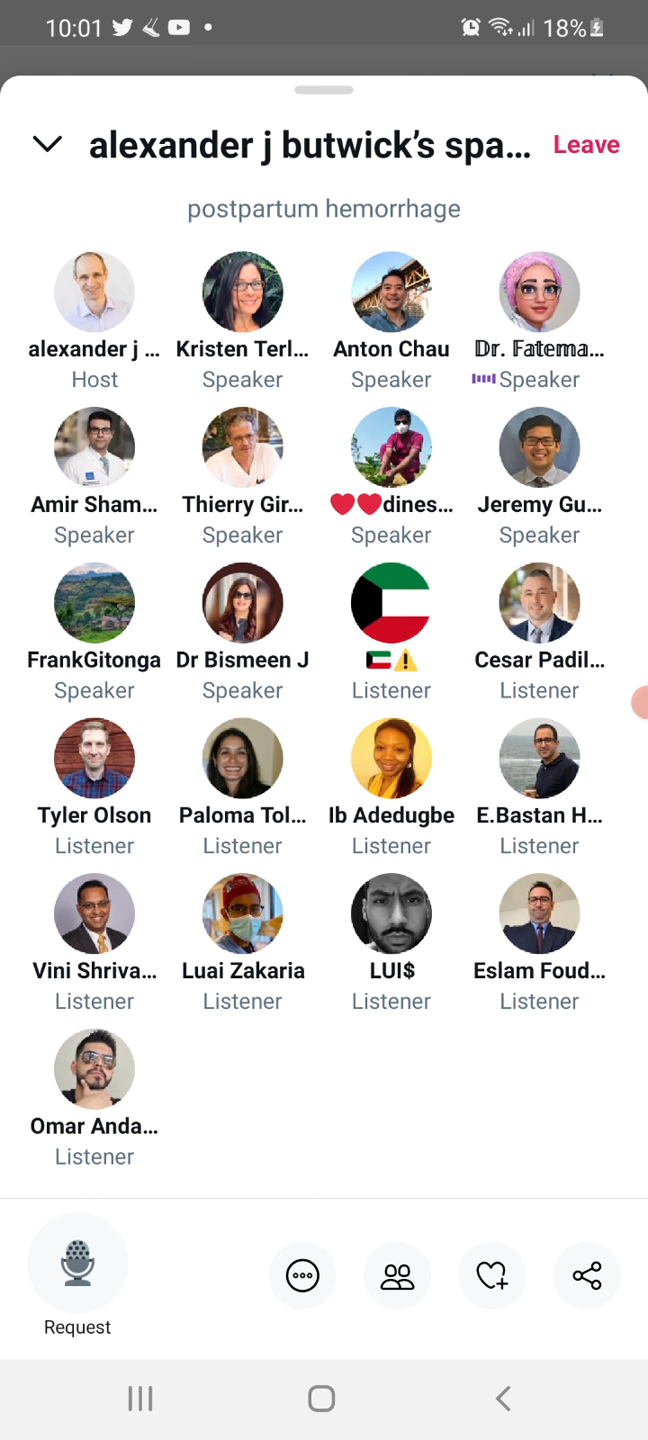 10:01 18%
alexander j butwick’s spa... Leave
postpartum hemorrhage
alexander j ... Kristen Terl... Anton Chau 𝔻𝕣. 𝔽𝕒𝕥𝕖𝕞𝕒...
Host Speaker Speaker Speaker
Amir Sham... Thierry Gir... ❤️❤️dines... Jeremy Gu...
Speaker Speaker Speaker Speaker
FrankGitonga Dr Bismeen J 🇰🇼⚠️ Cesar Padil...
Speaker Speaker Listener Listener
Tyler Olson Paloma Tol... Ib Adedugbe E.Bastan H...
Listener Listener Listener Listener
Vini Shriva... Luai Zakaria LUI$ Eslam Foud...
Listener Listener Listener Listener
Omar Anda...
Listener
Request